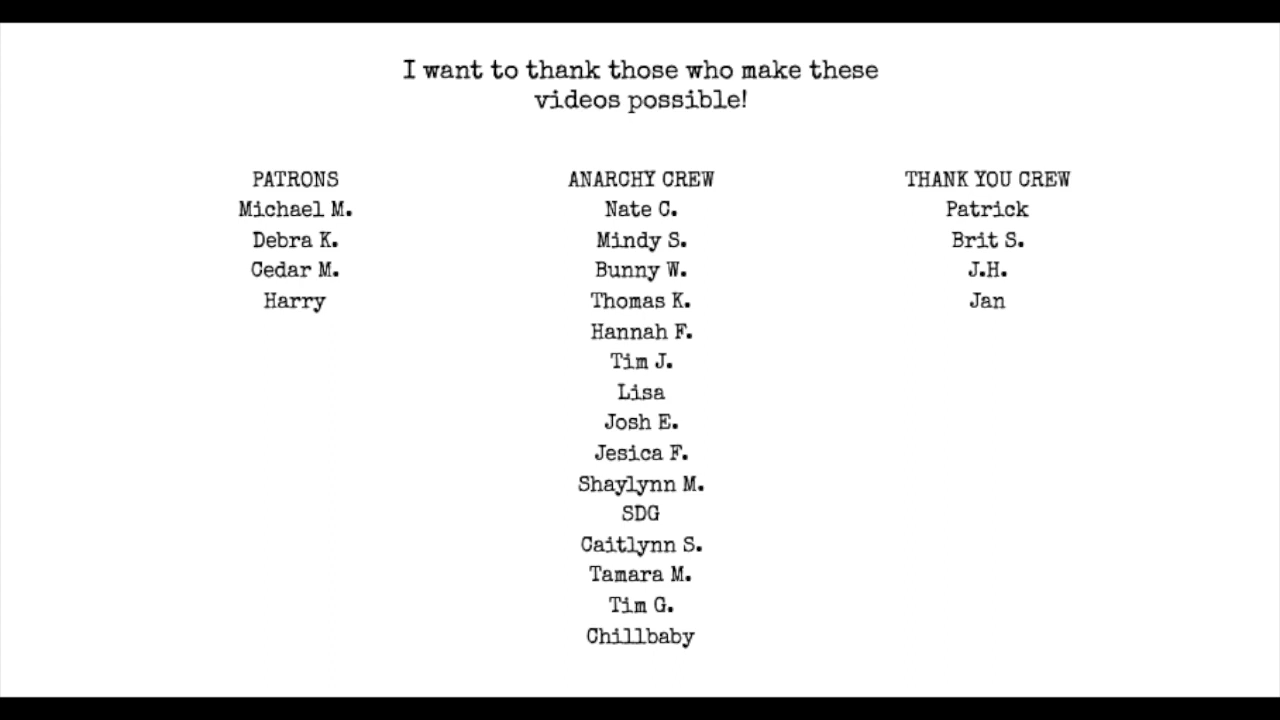 I want to thank those who make these
videos possible!
PATRONS
Michael M.
Debra K.
Cedar M.
Harry
ANARCHY CREW
Nate C.
Mindy S.
Bunny W.
Thomas K.
Hannah F.
Tim J.
Lisa
Josh E.
Jesica F.
Shaylynn M.
SDG
Caitlynn S.
Tamara M.
Tim G.
Chillbaby
THANK YOU CREW
Patrick
Brit S.
J.H.
Jan